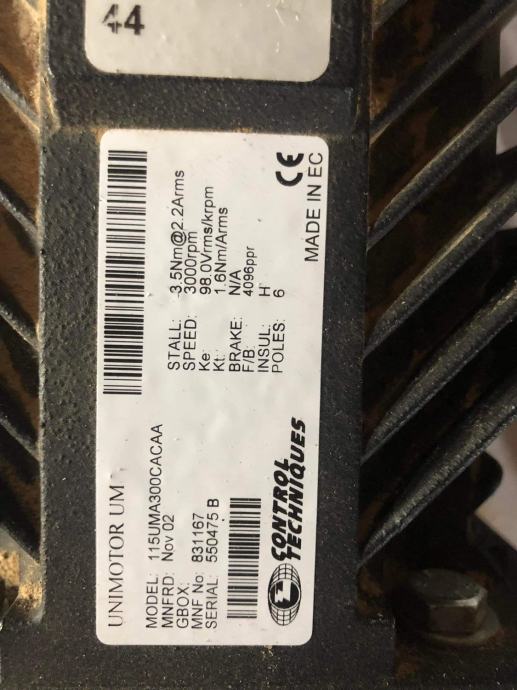 44
UNIMOTOR UM
MODEL: 115UMA300CACAA
MNFRD: Nov 02
GBOX:
MNF No: 831167
SERIAL: 550475 B
STALL: 3.5Nm@2.2Arms
SPEED: 3000rpm
Ke: 98.0Vrms/krpm
Kt: 1.6Nm/Arms
BRAKE: N/A
F/B: 4096ppr
INSUL: H
POLES: 6
CONTROL
TECHNIQUES
CE
MADE IN EC